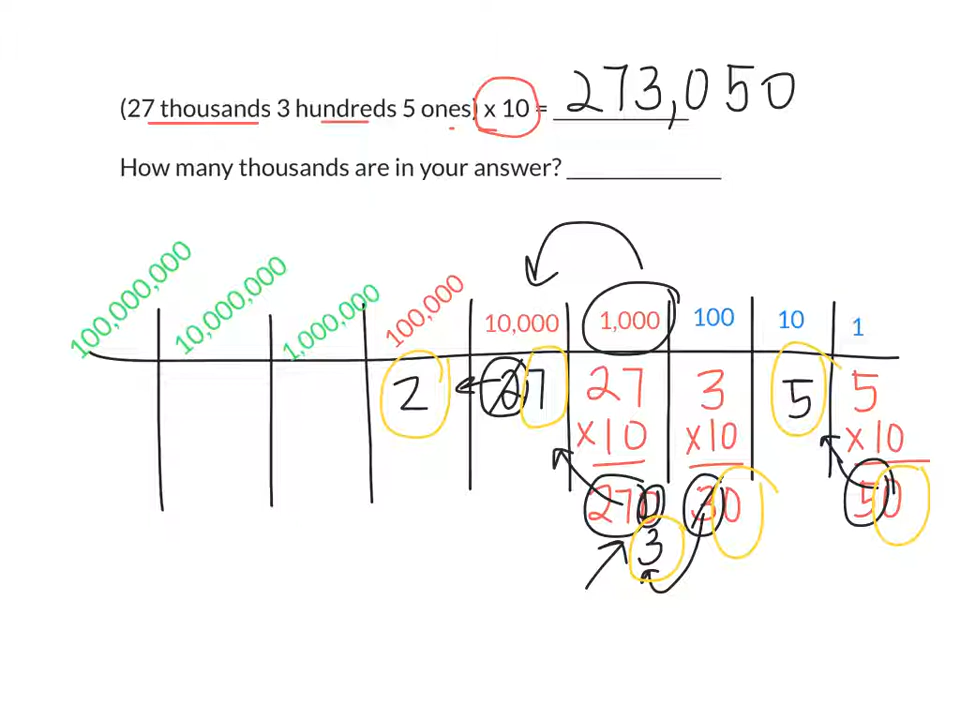 (27 thousands 3 hundreds 5 ones) x 10 = 273,050
How many thousands are in your answer? ____________
100,000,000 10,000,000 1,000,000 100,000 10,000 1,000 100 10 1
2 27 27 3 5 5
x10 x10 x10
270 30 50
3